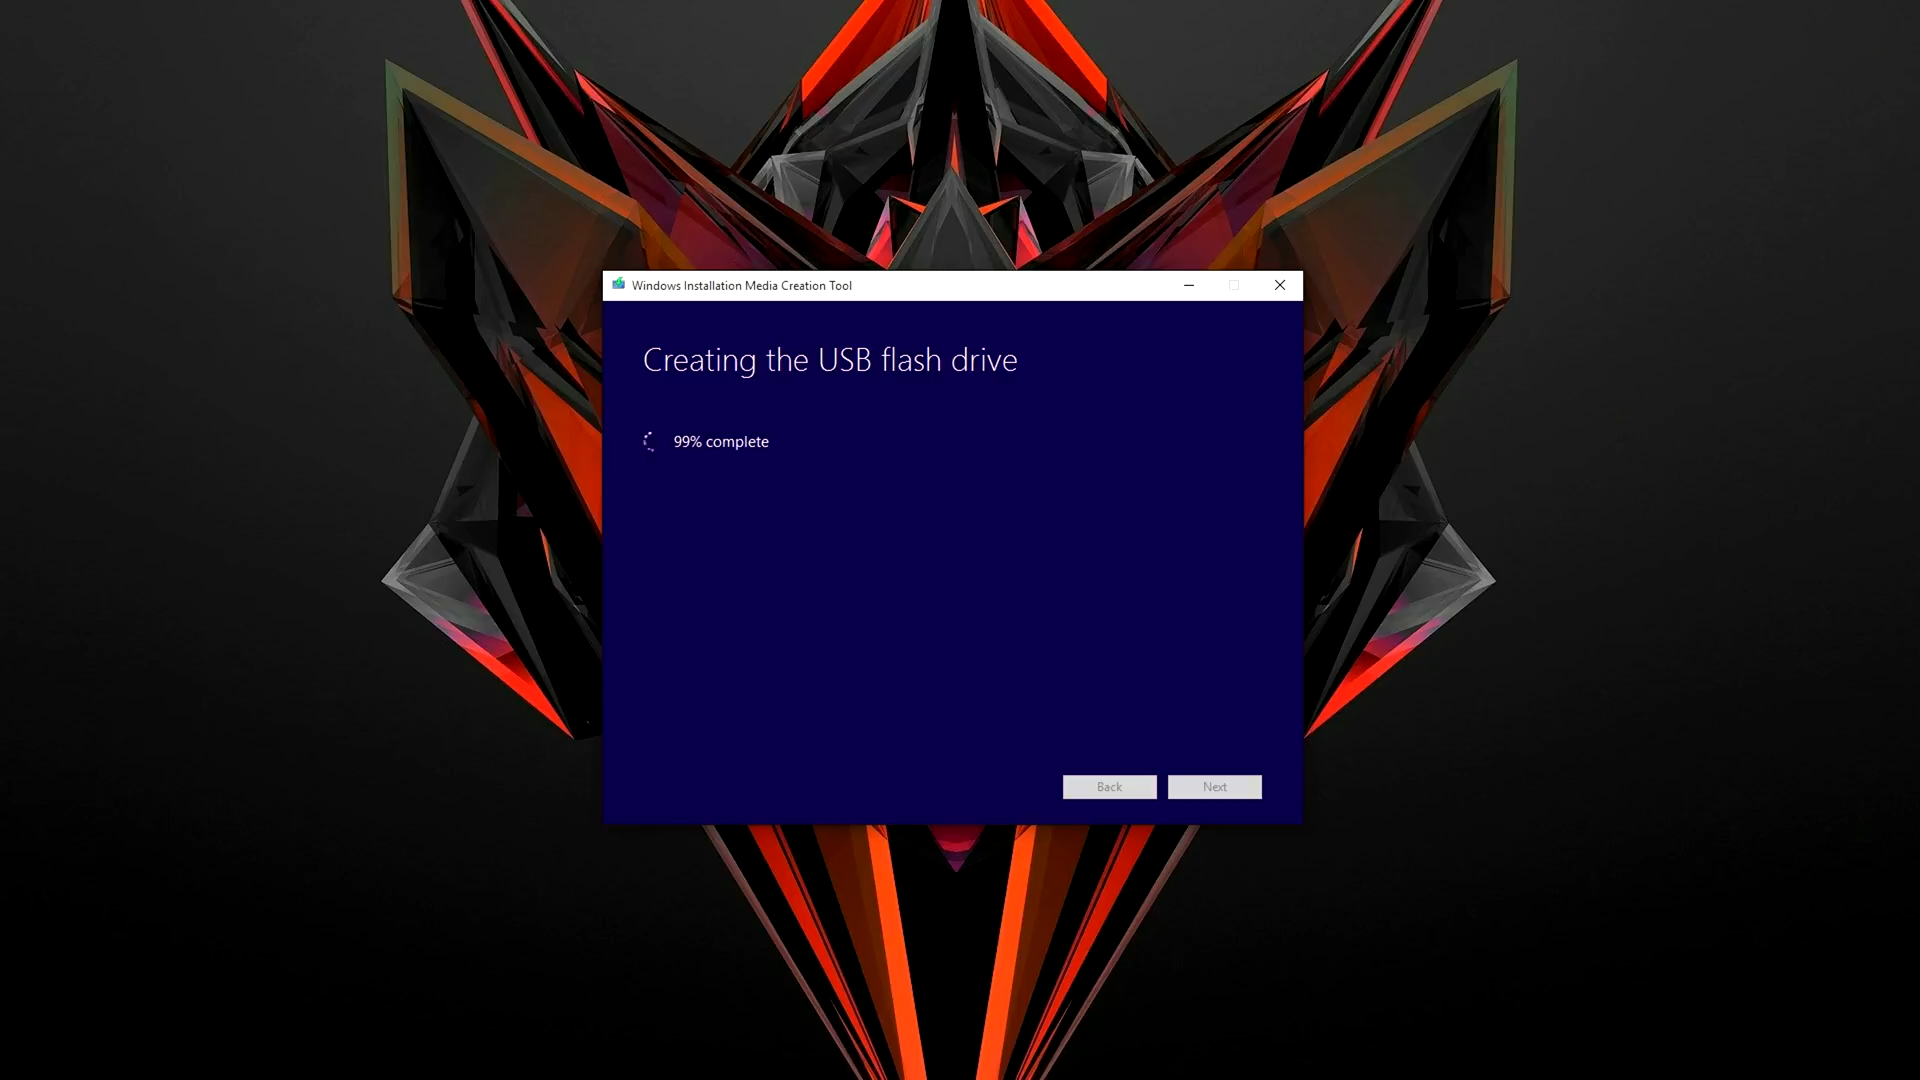 Windows Installation Media Creation Tool
Creating the USB flash drive
99% complete
Back Next